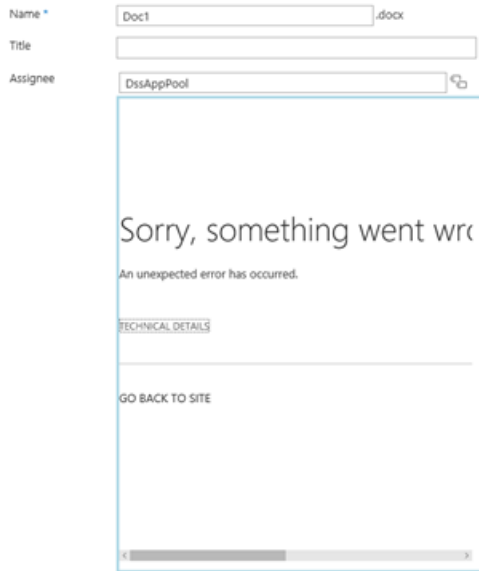 Name * Doc1 .docx
Title
Assignee DssAppPool
Sorry, something went wro
An unexpected error has occurred.
TECHNICAL DETAILS
GO BACK TO SITE